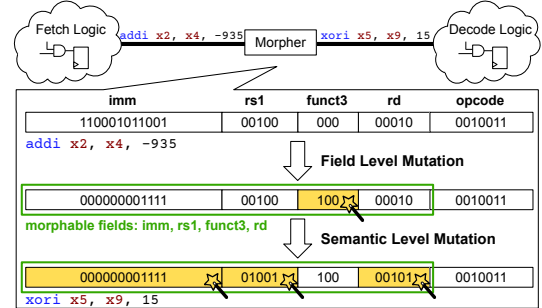 Fetch Logic
addi x2, x4, -935
Morpher
xori x5, x9, 15
Decode Logic
imm rs1 funct3 rd opcode
110001011001 00100 000 00010 0010011
addi x2, x4, -935
Field Level Mutation
000000001111 00100 100 00010 0010011
morphable fields: imm, rs1, funct3, rd
Semantic Level Mutation
000000001111 01001 100 00101 0010011
xori x5, x9, 15